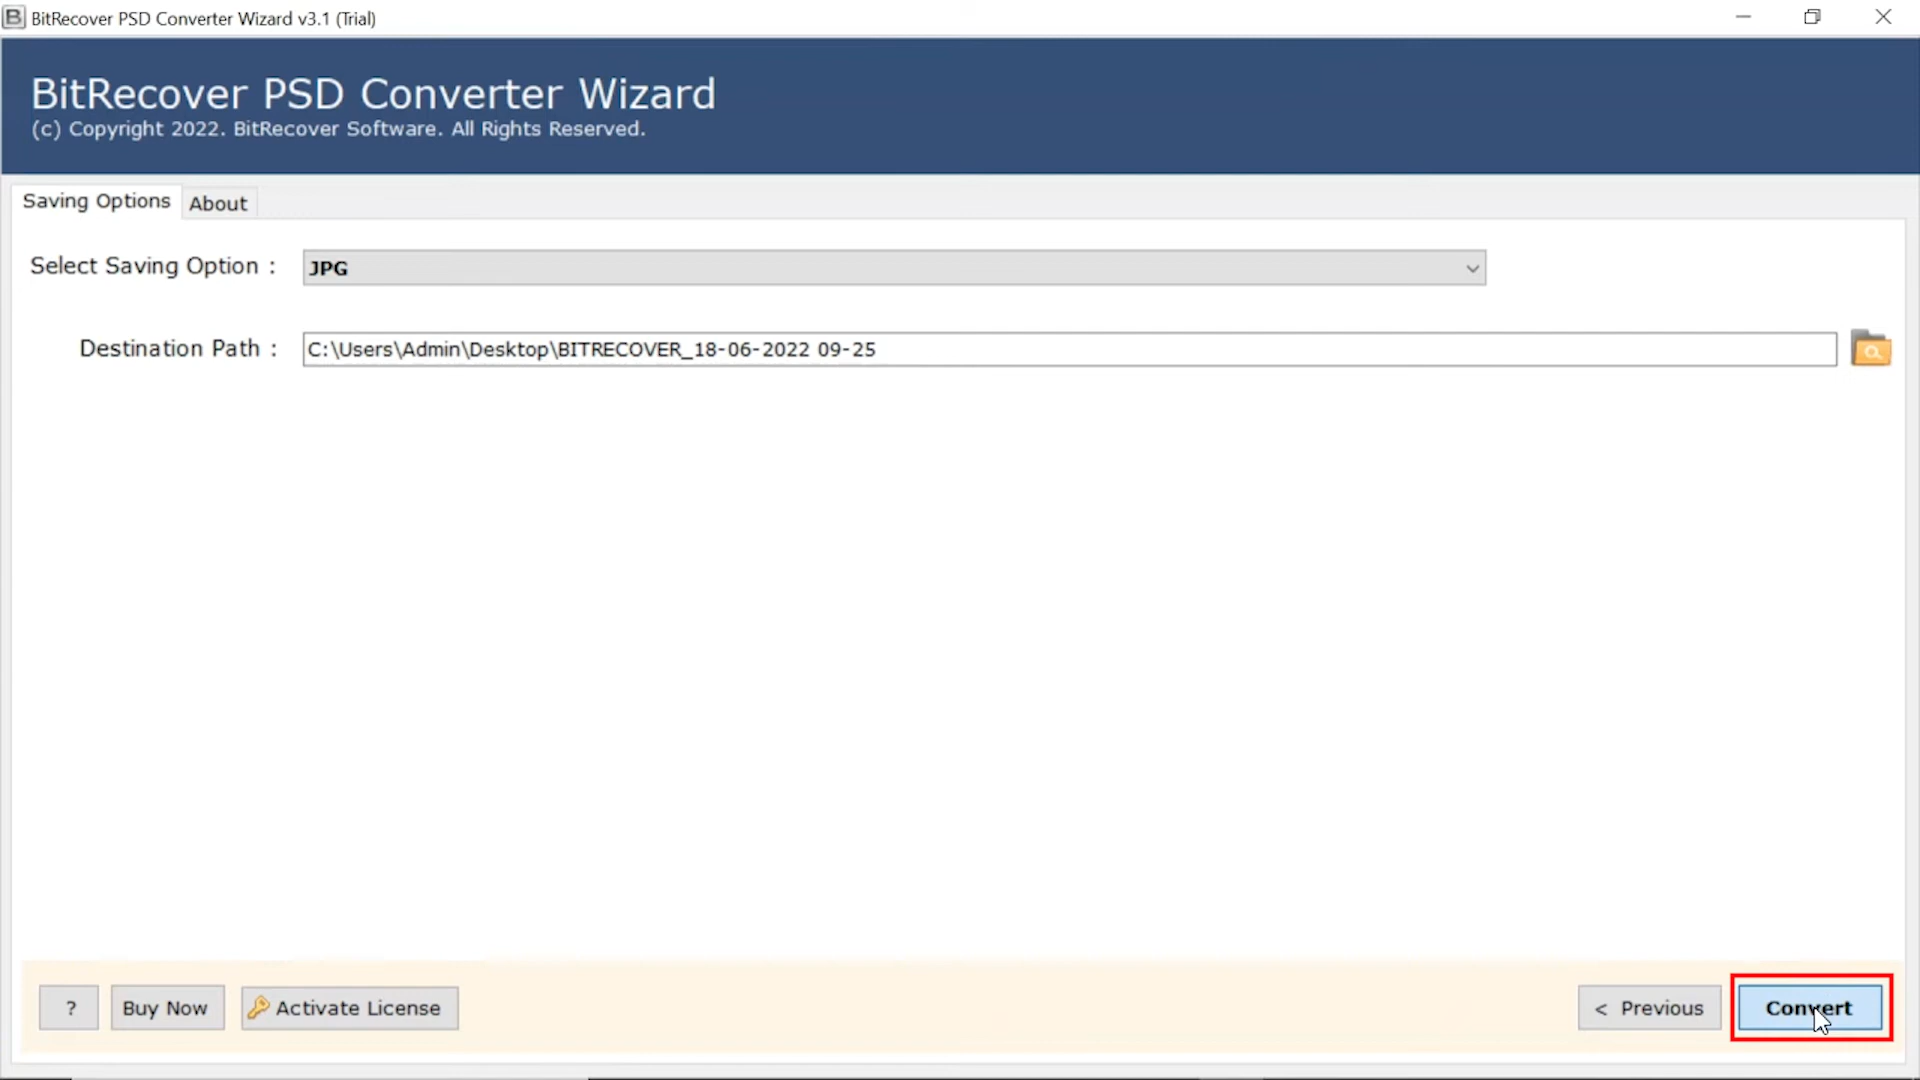 BitRecover PSD Converter Wizard v3.1 (Trial)
BitRecover PSD Converter Wizard
(c) Copyright 2022. BitRecover Software. All Rights Reserved.
Saving Options About
Select Saving Option : JPG
Destination Path : C:\Users\Admin\Desktop\BITRECOVER_18-06-2022 09-25
? Buy Now Activate License < Previous Convert